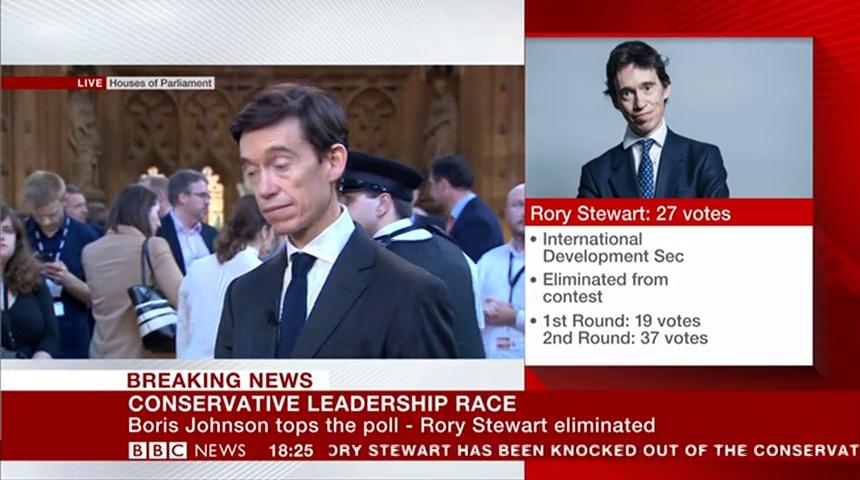 LIVE Houses of Parliament
Rory Stewart: 27 votes
• International
Development Sec
• Eliminated from
contest
• 1st Round: 19 votes
2nd Round: 37 votes
BREAKING NEWS
CONSERVATIVE LEADERSHIP RACE
Boris Johnson tops the poll - Rory Stewart eliminated
BBC NEWS 18:25 ORY STEWART HAS BEEN KNOCKED OUT OF THE CONSERVAT